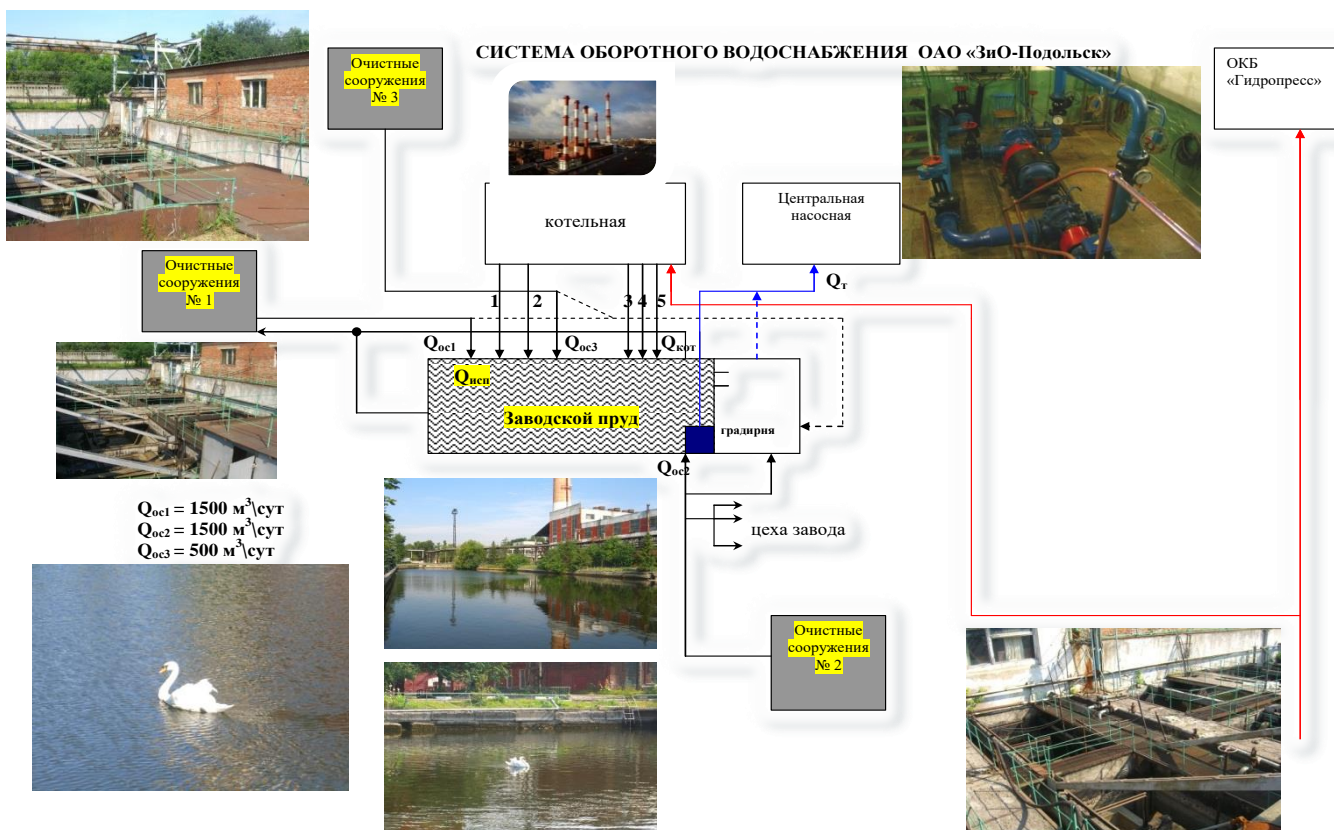 СИСТЕМА ОБОРОТНОГО ВОДОСНАБЖЕНИЯ ОАО «ЗиО-Подольск»
Очистные
сооружения
№ 3
ОКБ
«Гидропресс»
котельная
Центральная
насосная
Очистные
сооружения
№ 1
1
2
3
4
5
Qт
Qос1
Qос3
Qкот
Qисп
Заводской пруд
градирня
Qос2
Qос1 = 1500 м³\сут
Qос2 = 1500 м³\сут
Qос3 = 500 м³\сут
цеха завода
Очистные
сооружения
№ 2